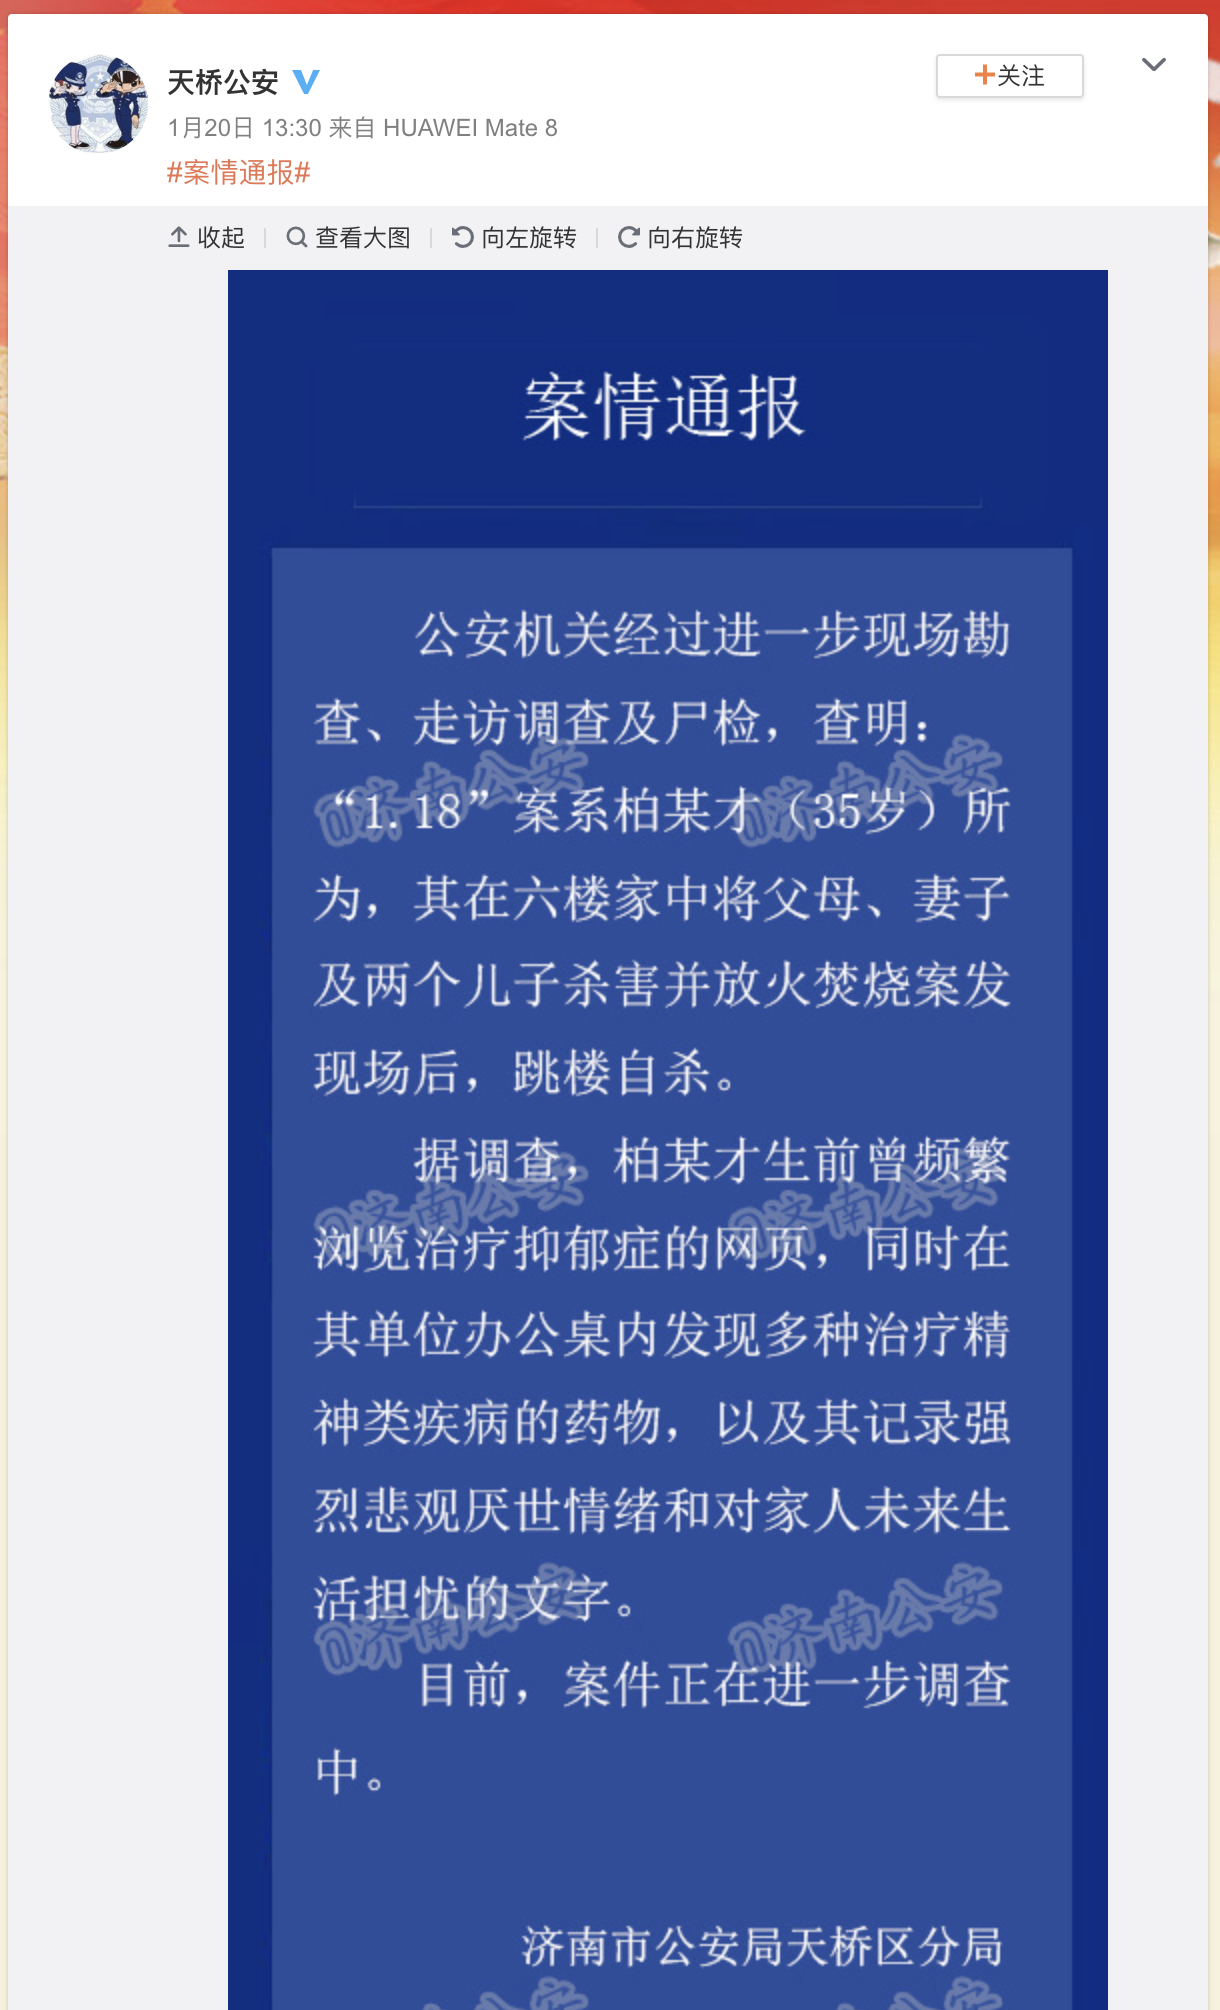 天桥公安
1月20日 13:30 来自 HUAWEI Mate 8
+关注
#案情通报#
收起 查看大图 向左旋转 向右旋转
案情通报
公安机关经过进一步现场勘
查、走访调查及尸检，查明：
“1.18”案系柏某才（35岁）所
为，其在六楼家中将父母、妻子
及两个儿子杀害并放火焚烧案发
现场后，跳楼自杀。
据调查，柏某才生前曾频繁
浏览治疗抑郁症的网页，同时在
其单位办公桌内发现多种治疗精
神类疾病的药物，以及其记录强
烈悲观厌世情绪和对家人未来生
活担忧的文字。
目前，案件正在进一步调查
中。
济南市公安局天桥区分局
@济南公安
@济南公安
@济南公安
@济南公安
@济南公安
@济南公安